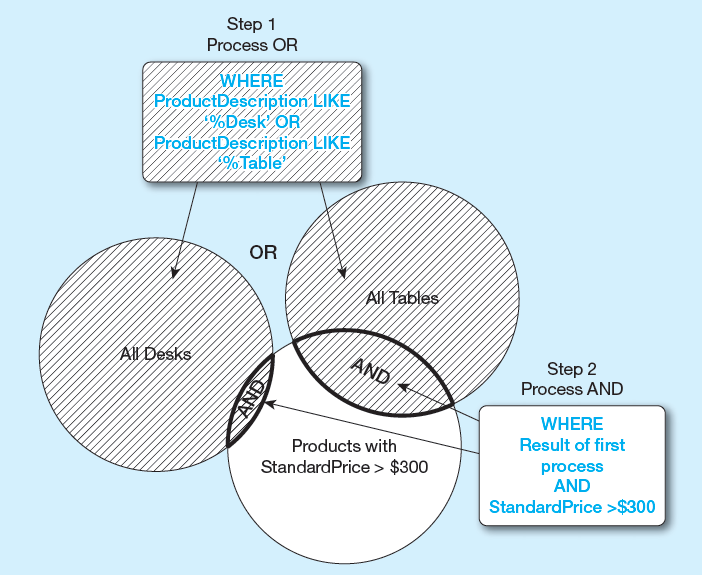 Step 1
Process OR
WHERE
ProductDescription LIKE
‘%Desk’ OR
ProductDescription LIKE
‘%Table’
OR
All Tables
All Desks
AND
AND
Step 2
Process AND
WHERE
Result of first
process
AND
StandardPrice >$300
Products with
StandardPrice > $300